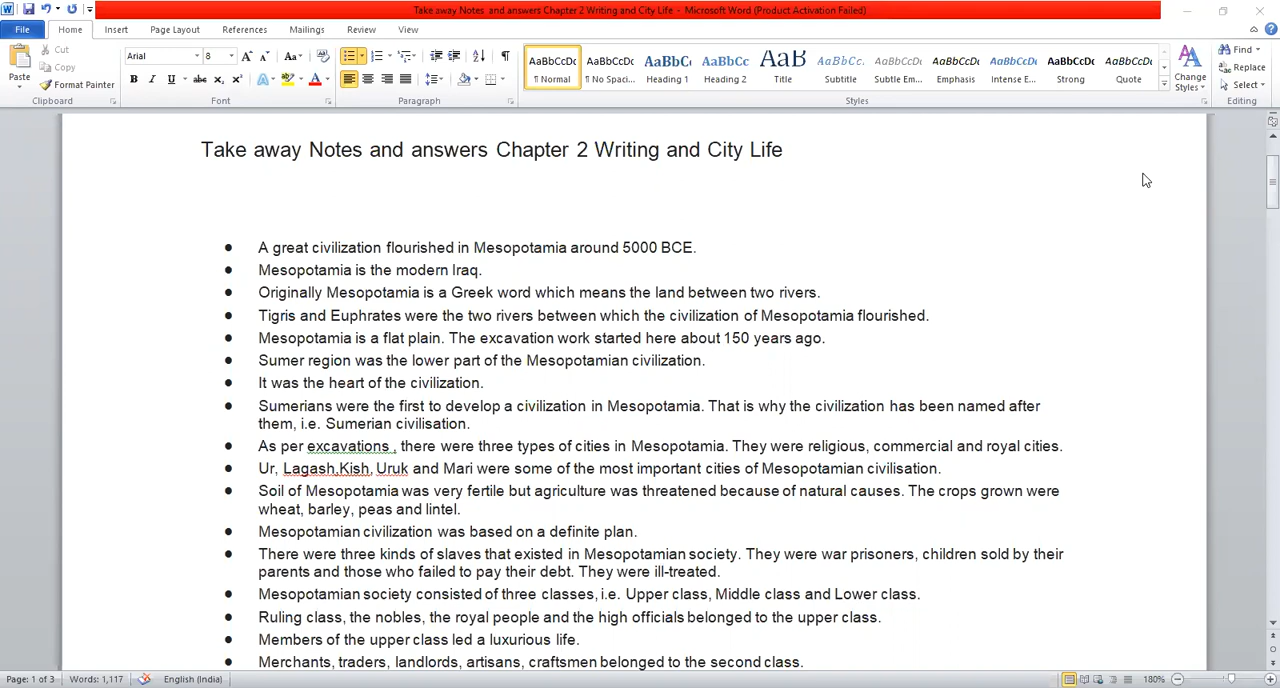 Take away Notes and answers Chapter 2 Writing and City Life - Microsoft Word (Product Activation Failed)
File Home Insert Page Layout References Mailings Review View
Paste Cut Copy Format Painter
Clipboard
Arial 8
Font
Paragraph
AaBbCcDc AaBbCcDc AaBbC AaBbCc AaB AaBbCc. AaBbCcDc AaBbCcDc AaBbCcDc AaBbCcDc AaBbCcDc
¶ Normal ¶ No Spaci... Heading 1 Heading 2 Title Subtitle Subtle Em... Emphasis Intense E... Strong Quote
Styles
Change Styles
Find Replace Select
Editing
Take away Notes and answers Chapter 2 Writing and City Life
● A great civilization flourished in Mesopotamia around 5000 BCE.
● Mesopotamia is the modern Iraq.
● Originally Mesopotamia is a Greek word which means the land between two rivers.
● Tigris and Euphrates were the two rivers between which the civilization of Mesopotamia flourished.
● Mesopotamia is a flat plain. The excavation work started here about 150 years ago.
● Sumer region was the lower part of the Mesopotamian civilization.
● It was the heart of the civilization.
● Sumerians were the first to develop a civilization in Mesopotamia. That is why the civilization has been named after
them, i.e. Sumerian civilisation.
● As per excavations , there were three types of cities in Mesopotamia. They were religious, commercial and royal cities.
● Ur, Lagash,Kish, Uruk and Mari were some of the most important cities of Mesopotamian civilisation.
● Soil of Mesopotamia was very fertile but agriculture was threatened because of natural causes. The crops grown were
wheat, barley, peas and lintel.
● Mesopotamian civilization was based on a definite plan.
● There were three kinds of slaves that existed in Mesopotamian society. They were war prisoners, children sold by their
parents and those who failed to pay their debt. They were ill-treated.
● Mesopotamian society consisted of three classes, i.e. Upper class, Middle class and Lower class.
● Ruling class, the nobles, the royal people and the high officials belonged to the upper class.
● Members of the upper class led a luxurious life.
● Merchants, traders, landlords, artisans, craftsmen belonged to the second class.
Page: 1 of 3 Words: 1,117 English (India) 180%